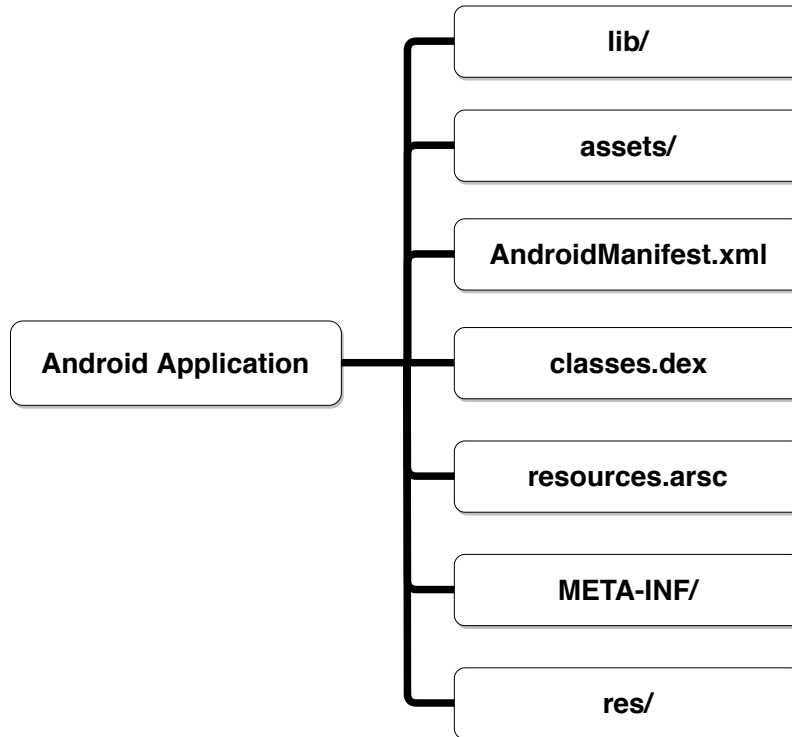 lib/
assets/
AndroidManifest.xml
Android Application
classes.dex
resources.arsc
META-INF/
res/